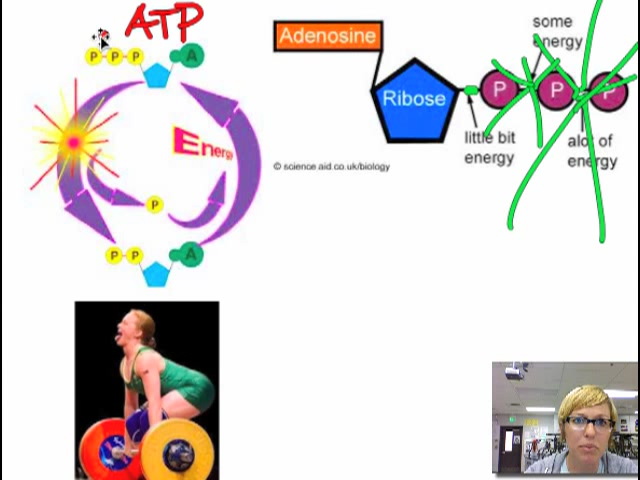 ATP
P P P A
Energy
P
P P A
Adenosine
Ribose
P P P
some
energy
little bit
energy
alot of
energy
© science aid.co.uk/biology